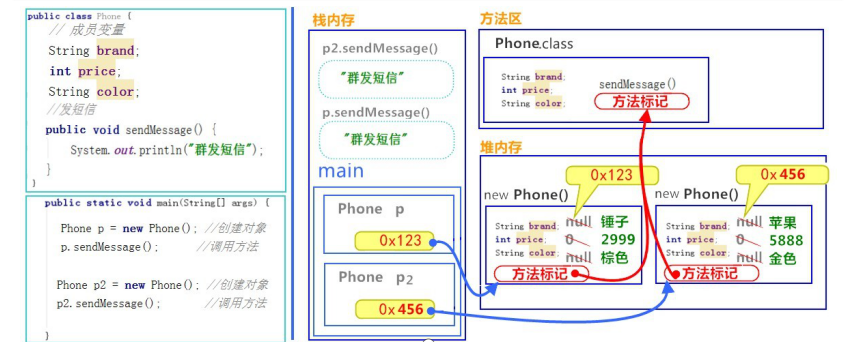 public class Phone {
// 成员变量
String brand;
int price;
String color;
//发短信
public void sendMessage() {
System.out.println("群发短信");
}
}
public static void main(String[] args) {
Phone p = new Phone(); //创建对象
p.sendMessage(); //调用方法
Phone p2 = new Phone(); //创建对象
p2.sendMessage(); //调用方法
}
栈内存
p2.sendMessage()
"群发短信"
p.sendMessage()
"群发短信"
main
Phone p
0x123
Phone p2
0x456
方法区
Phone.class
String brand;
int price;
String color;
sendMessage()
方法标记
堆内存
0x123
new Phone()
String brand; null 锤子
int price; 0 2999
String color; null 棕色
方法标记
0x456
new Phone()
String brand; null 苹果
int price; 0 5888
String color; null 金色
方法标记